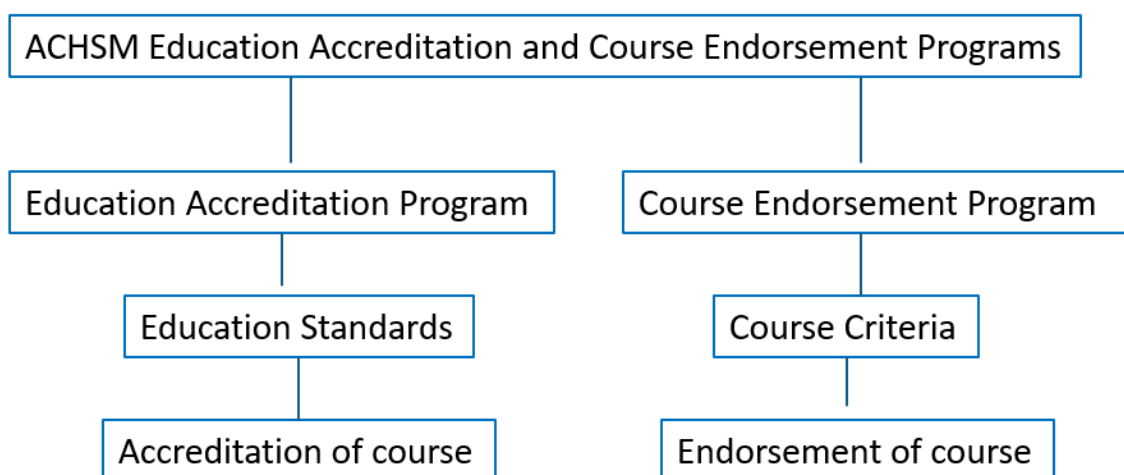 ACHSM Education Accreditation and Course Endorsement Programs
Education Accreditation Program
Course Endorsement Program
Education Standards
Course Criteria
Accreditation of course
Endorsement of course